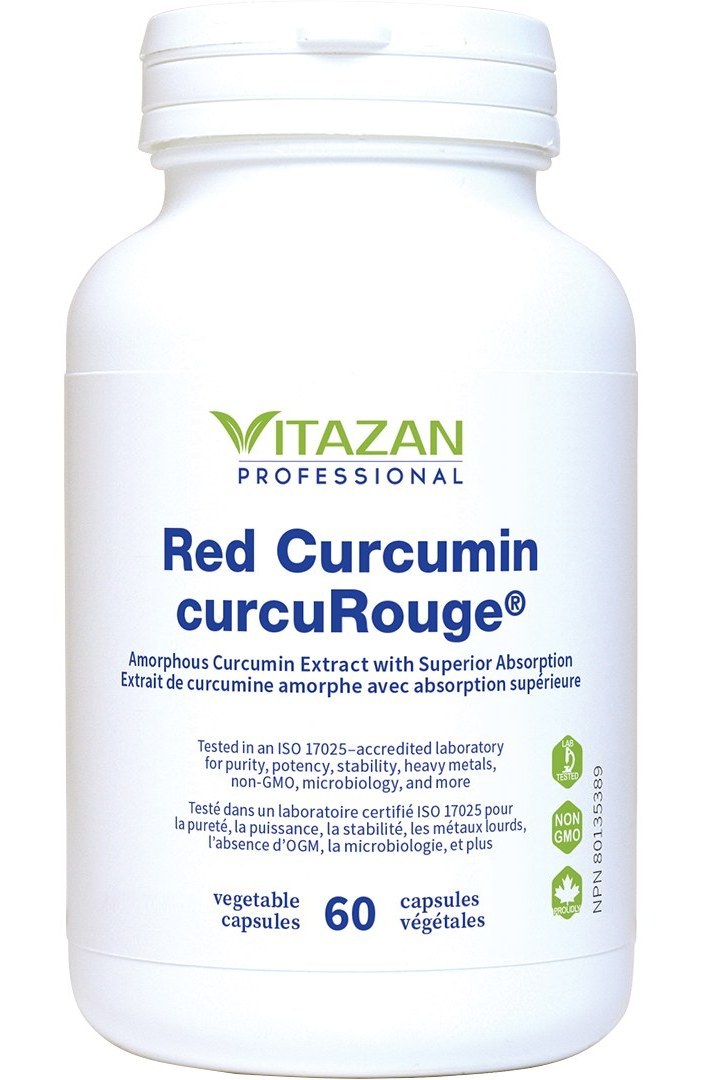 VITAZAN
PROFESSIONAL
Red Curcumin
curcuRouge®
Amorphous Curcumin Extract with Superior Absorption
Extrait de curcumine amorphe avec absorption supérieure
Tested in an ISO 17025–accredited laboratory
for purity, potency, stability, heavy metals,
non-GMO, microbiology, and more
Testé dans un laboratoire certifié ISO 17025 pour
la pureté, la puissance, la stabilité, les métaux lourds,
l'absence d'OGM, la microbiologie, et plus
LAB
TESTED
NON
GMO
PROUDLY
NPN 80135389
vegetable
capsules
60
capsules
végétales